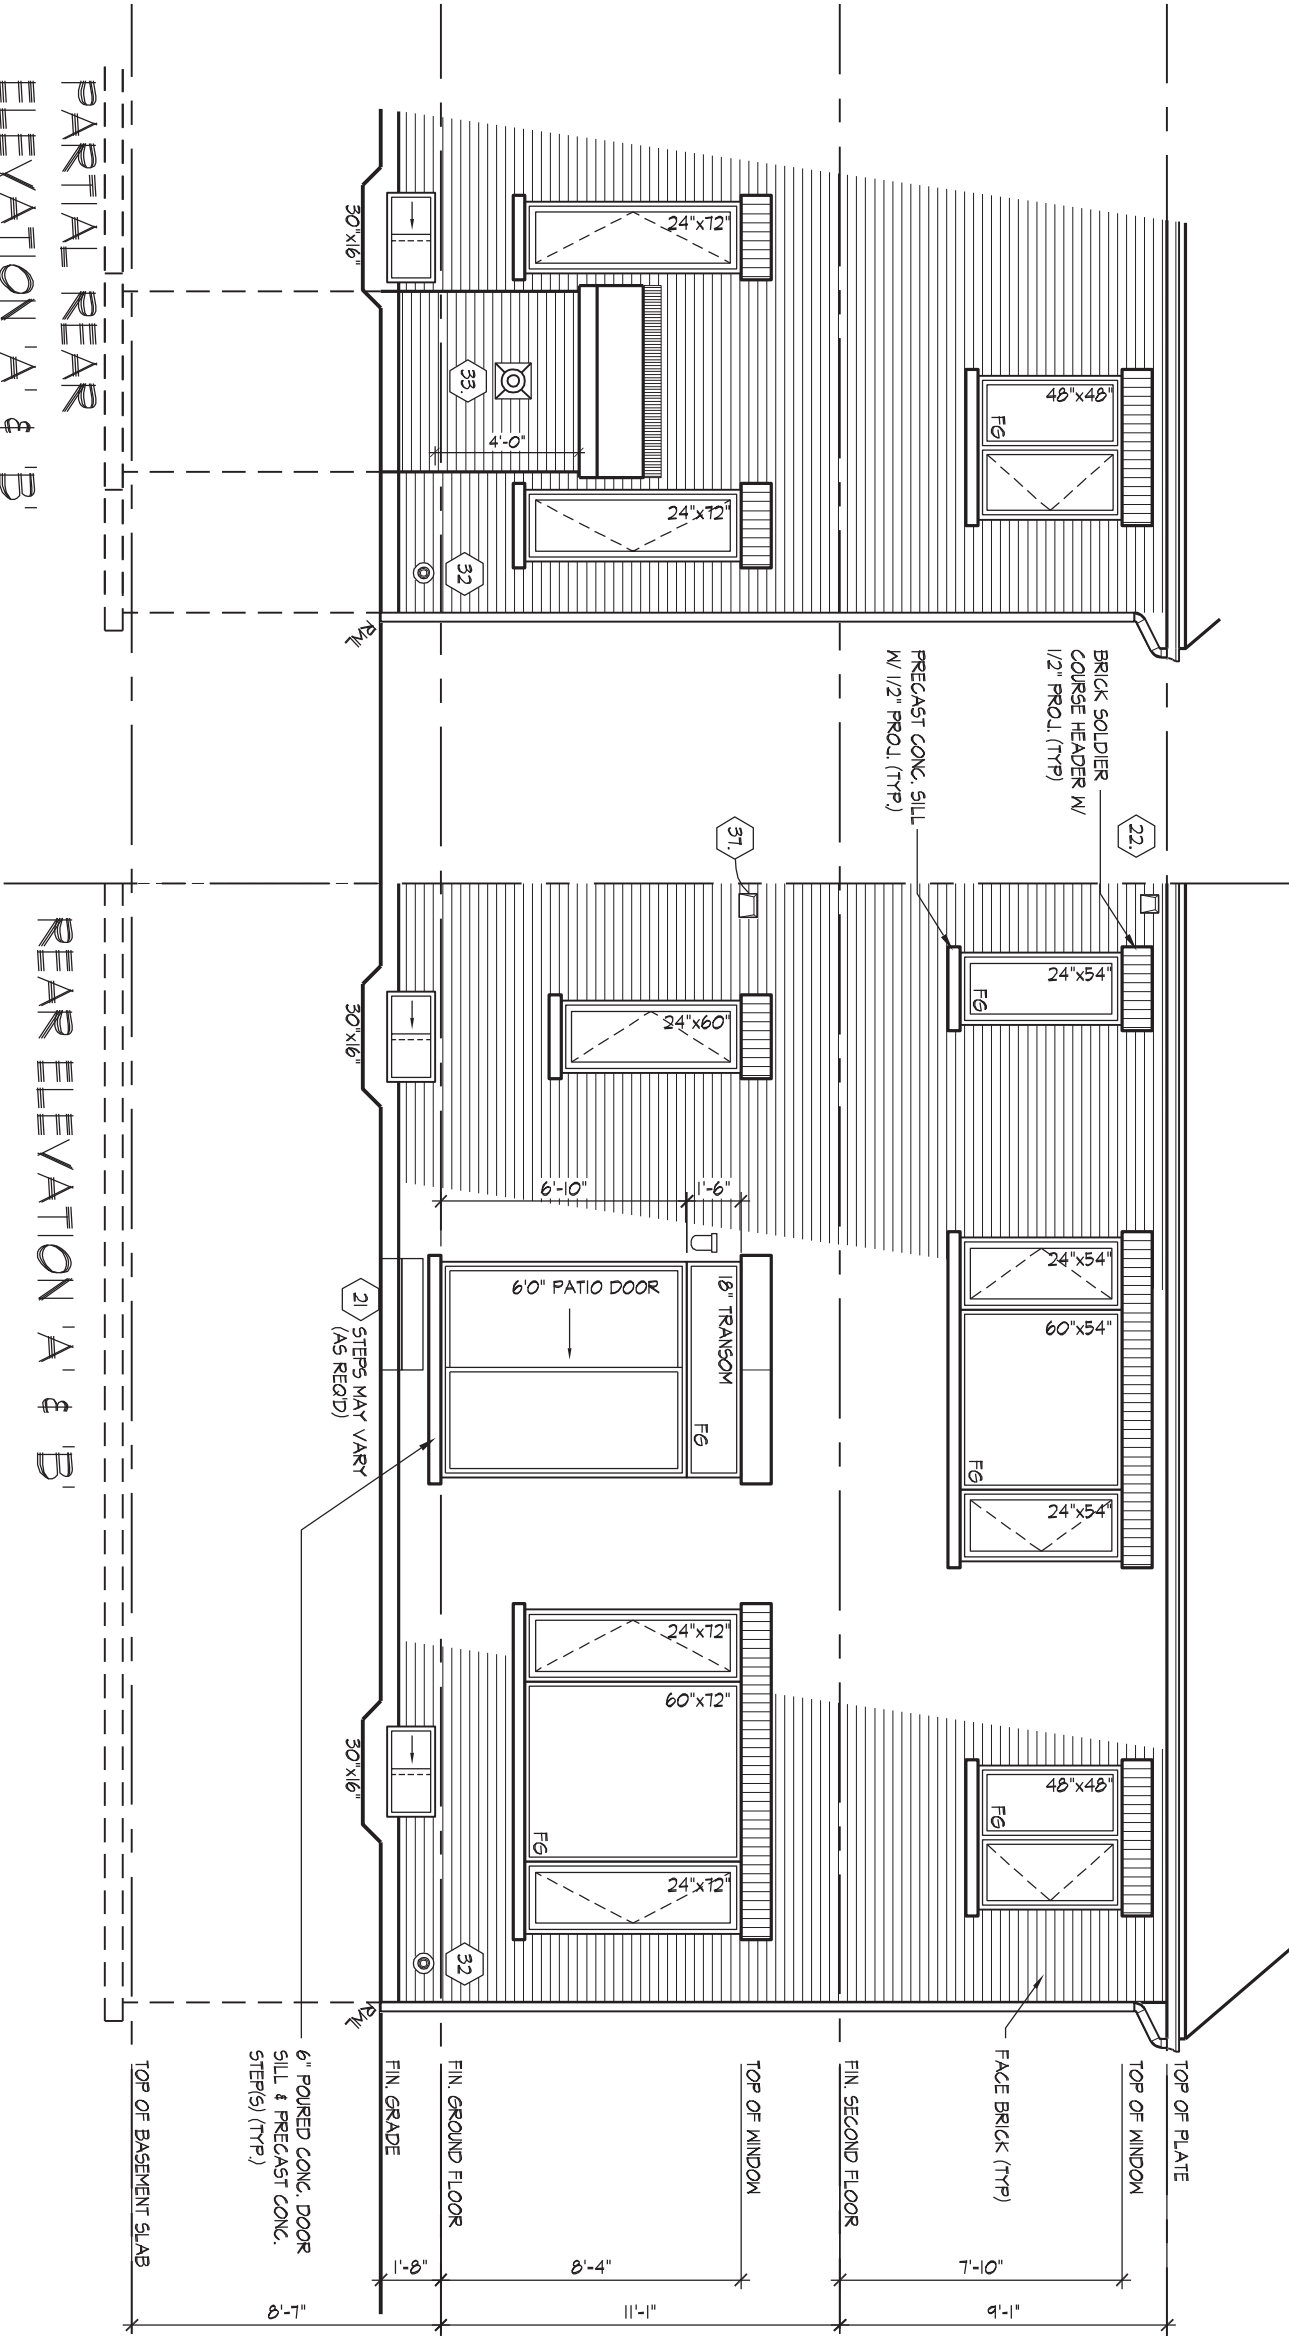 24"x72"
48"x48"
FG
30"x16"
33.
4'-0"
24"x72"
32
RWL
PARTIAL REAR
ELEVATION 'A' & 'B'
BRICK SOLDIER
COURSE HEADER W/
1/2" PROJ. (TYP)
PRECAST CONC. SILL
W/ 1/2" PROJ. (TYP.)
22.
37.
24"x54"
FG
24"x60"
30"x16"
6'-10"
1'-6"
24"x54"
60"x54"
FG
24"x54"
18" TRANSOM
FG
6'0" PATIO DOOR
21
STEPS MAY VARY
(AS REQ'D)
24"x72"
60"x72"
FG
24"x72"
48"x48"
FG
30"x16"
32
RWL
REAR ELEVATION 'A' & 'B'
TOP OF PLATE
TOP OF WINDOW
FACE BRICK (TYP)
FIN. SECOND FLOOR
TOP OF WINDOW
FIN. GROUND FLOOR
FIN. GRADE
6" POURED CONC. DOOR
SILL & PRECAST CONC.
STEP(S) (TYP.)
TOP OF BASEMENT SLAB
7'-10"
8'-4"
1'-8"
9'-1"
11'-1"
8'-7"